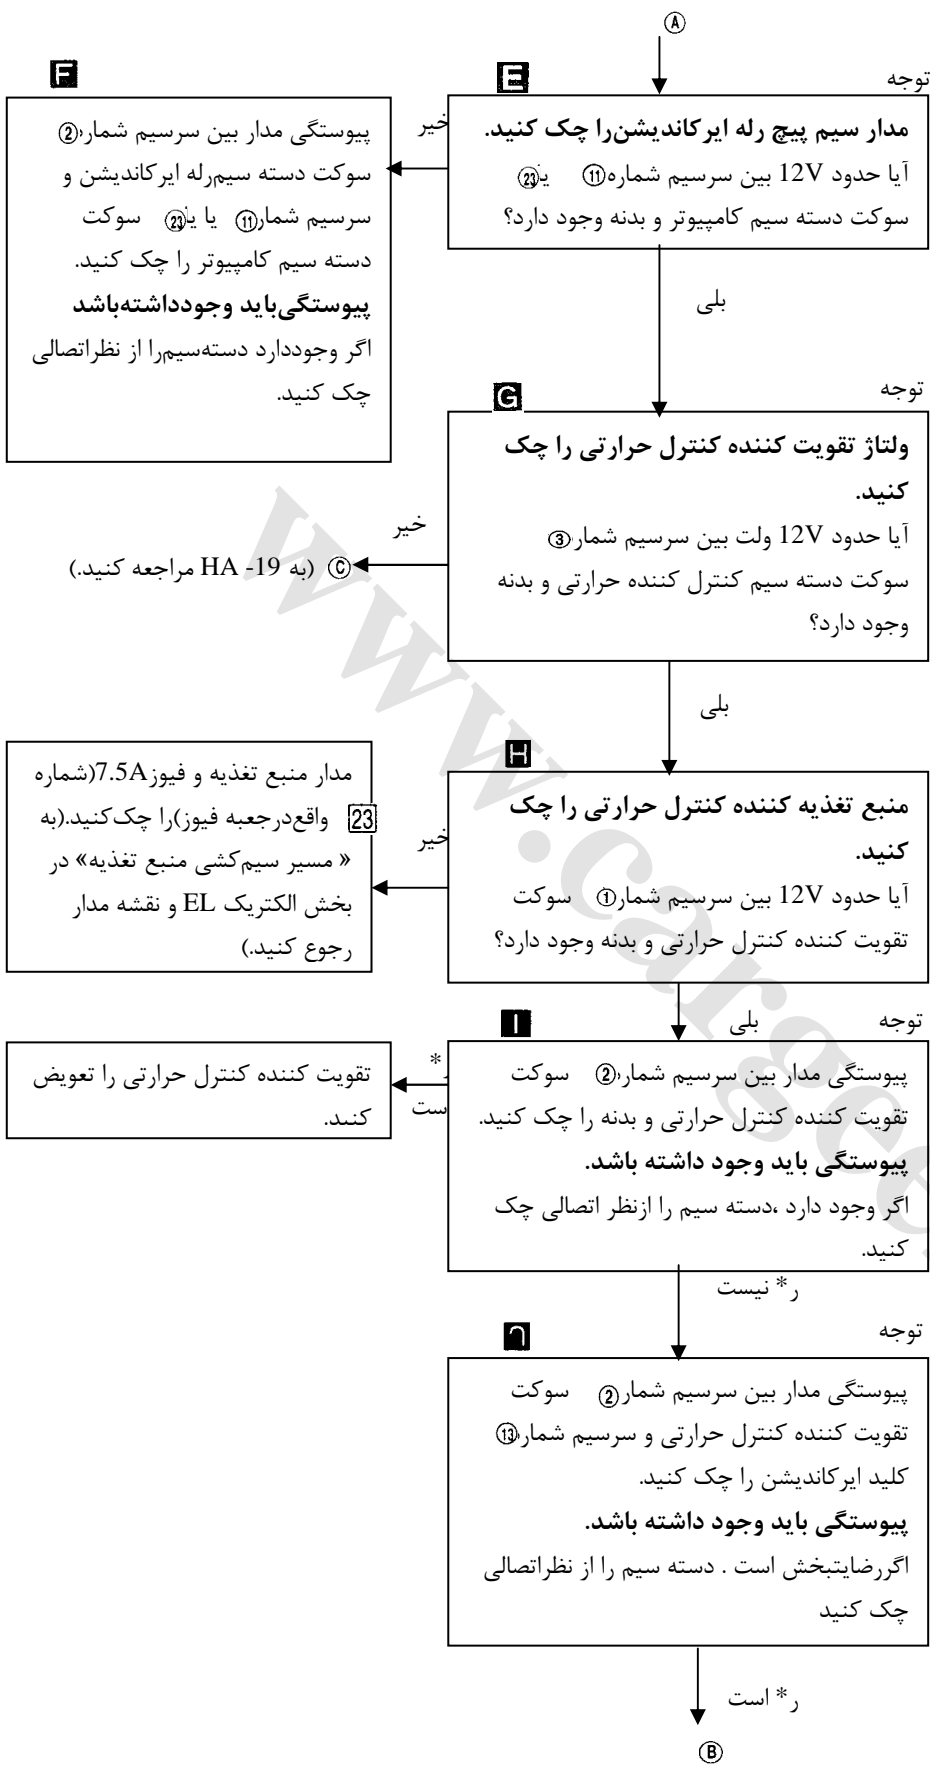 Ⓐ
توجه
E
مدار سیم پیچ رله ایرکاندیشن‌را چک کنید.
آیا حدود 12V بین سرسیم شماره⑪ یا㉓
سوکت دسته سیم کامپیوتر و بدنه وجود دارد؟
خیر
F
پیوستگی مدار بین سرسیم شماره②
سوکت دسته سیم‌رله ایرکاندیشن و
سرسیم شمار⑪ یا یا㉓ سوکت
دسته سیم کامپیوتر را چک کنید.
پیوستگی‌باید وجودداشته‌باشد
اگر وجوددارد دسته‌سیم‌را از نظراتصالی
چک کنید.
بلی
توجه
G
ولتاژ تقویت کننده کنترل حرارتی را چک
کنید.
آیا حدود 12V ولت بین سرسیم شمار③
سوکت دسته سیم کنترل کننده حرارتی و بدنه
وجود دارد؟
خیر
Ⓒ (به HA -19 مراجعه کنید.)
بلی
H
منبع تغذیه کننده کنترل حرارتی را چک
کنید.
آیا حدود 12V بین سرسیم شمار① سوکت
تقویت کننده کنترل حرارتی و بدنه وجود دارد؟
خیر
مدار منبع تغذیه و فیوز7.5A(شماره
23 واقع‌درجعبه فیوز)را چک‌کنید.(به
« مسیر سیم‌کشی منبع تغذیه» در
بخش الکتریک EL و نقشه مدار
رجوع کنید.)
بلی
توجه
I
پیوستگی مدار بین سرسیم شماره② سوکت
تقویت کننده کنترل حرارتی و بدنه را چک کنید.
پیوستگی باید وجود داشته باشد.
اگر وجود دارد ،دسته سیم را ازنظر اتصالی چک
کنید.
ر*
است
تقویت کننده کنترل حرارتی را تعویض
کنید.
ر* نیست
توجه
J
پیوستگی مدار بین سرسیم شمار② سوکت
تقویت کننده کنترل حرارتی و سرسیم شماره⑬
کلید ایرکاندیشن را چک کنید.
پیوستگی باید وجود داشته باشد.
اگررضایتبخش است . دسته سیم را از نظراتصالی
چک کنید
ر* است
Ⓑ
www.cargee